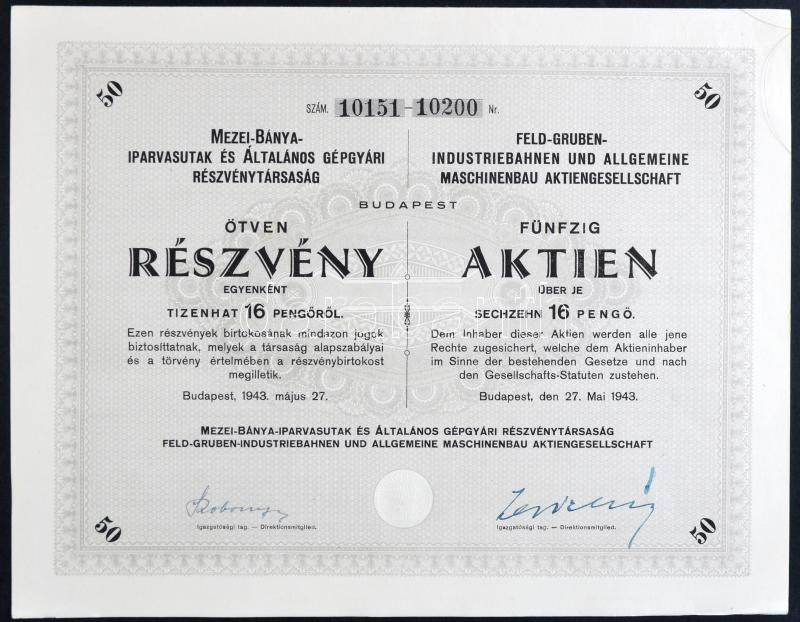 50
50
SZÁM. 10151-10200 Nr.
MEZEI-BÁNYA-
IPARVASUTAK ÉS ÁLTALÁNOS GÉPGYÁRI
RÉSZVÉNYTÁRSASÁG
FELD-GRUBEN-
INDUSTRIEBAHNEN UND ALLGEMEINE
MASCHINENBAU AKTIENGESELLSCHAFT
BUDAPEST
ÖTVEN
RÉSZVÉNY
EGYENKÉNT
TIZENHAT 16 PENGŐRŐL.
Ezen részvények birtokosának mindazon jogok
biztosíttatnak, melyek a társaság alapszabályai
és a törvény értelmében a részvénybirtokost
megilletik.
Budapest, 1943. május 27.
FÜNFZIG
AKTIEN
ÜBER JE
SECHZEHN 16 PENGÖ.
Dem Inhaber dieser Aktien werden alle jene
Rechte zugesichert, welche dem Aktieninhaber
im Sinne der bestehenden Gesetze und nach
den Gesellschafts-Statuten zustehen.
Budapest, den 27. Mai 1943.
MEZEI-BÁNYA-IPARVASUTAK ÉS ÁLTALÁNOS GÉPGYÁRI RÉSZVÉNYTÁRSASÁG
FELD-GRUBEN-INDUSTRIEBAHNEN UND ALLGEMEINE MASCHINENBAU AKTIENGESELLSCHAFT
Igazgatósági tag. — Direktionsmitglied.
Igazgatósági tag. — Direktionsmitglied.
50
50